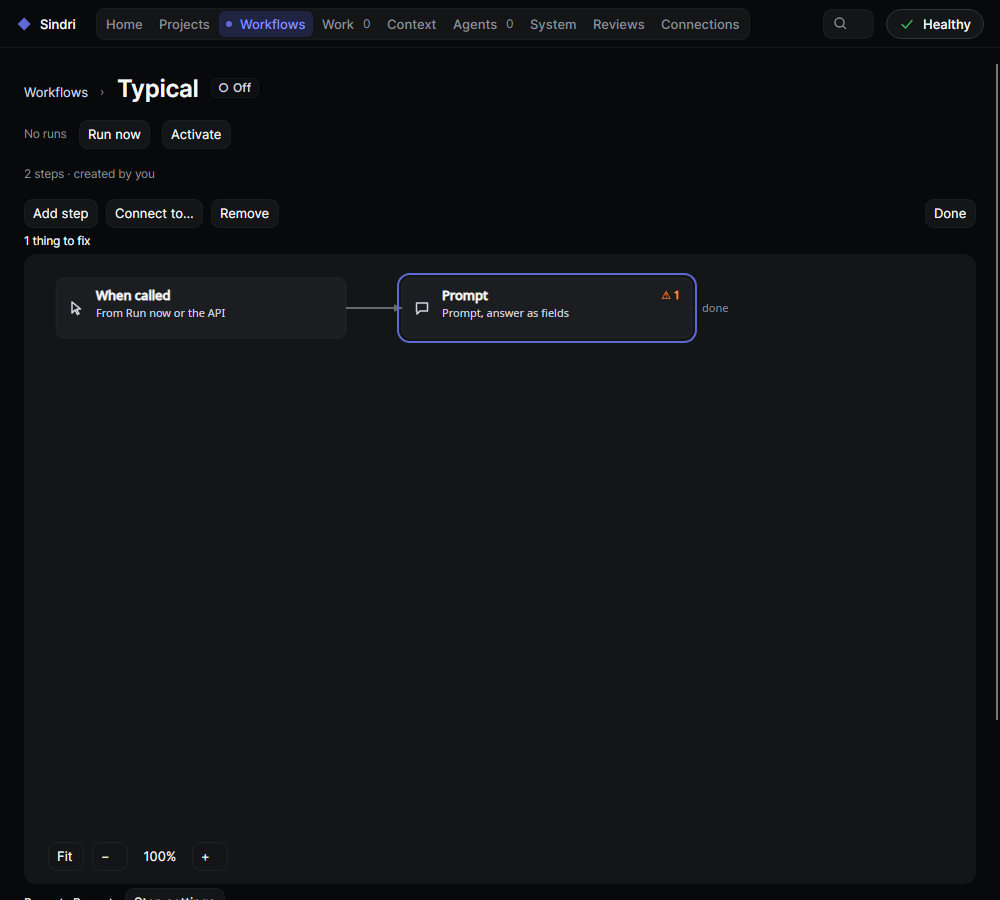 Sindri Home Projects Workflows Work 0 Context Agents 0 System Reviews Connections Healthy
Workflows › Typical Off
No runs Run now Activate
2 steps · created by you
Add step Connect to... Remove Done
1 thing to fix
When called
From Run now or the API
Prompt ⚠ 1
Prompt, answer as fields
done
Fit − 100% +